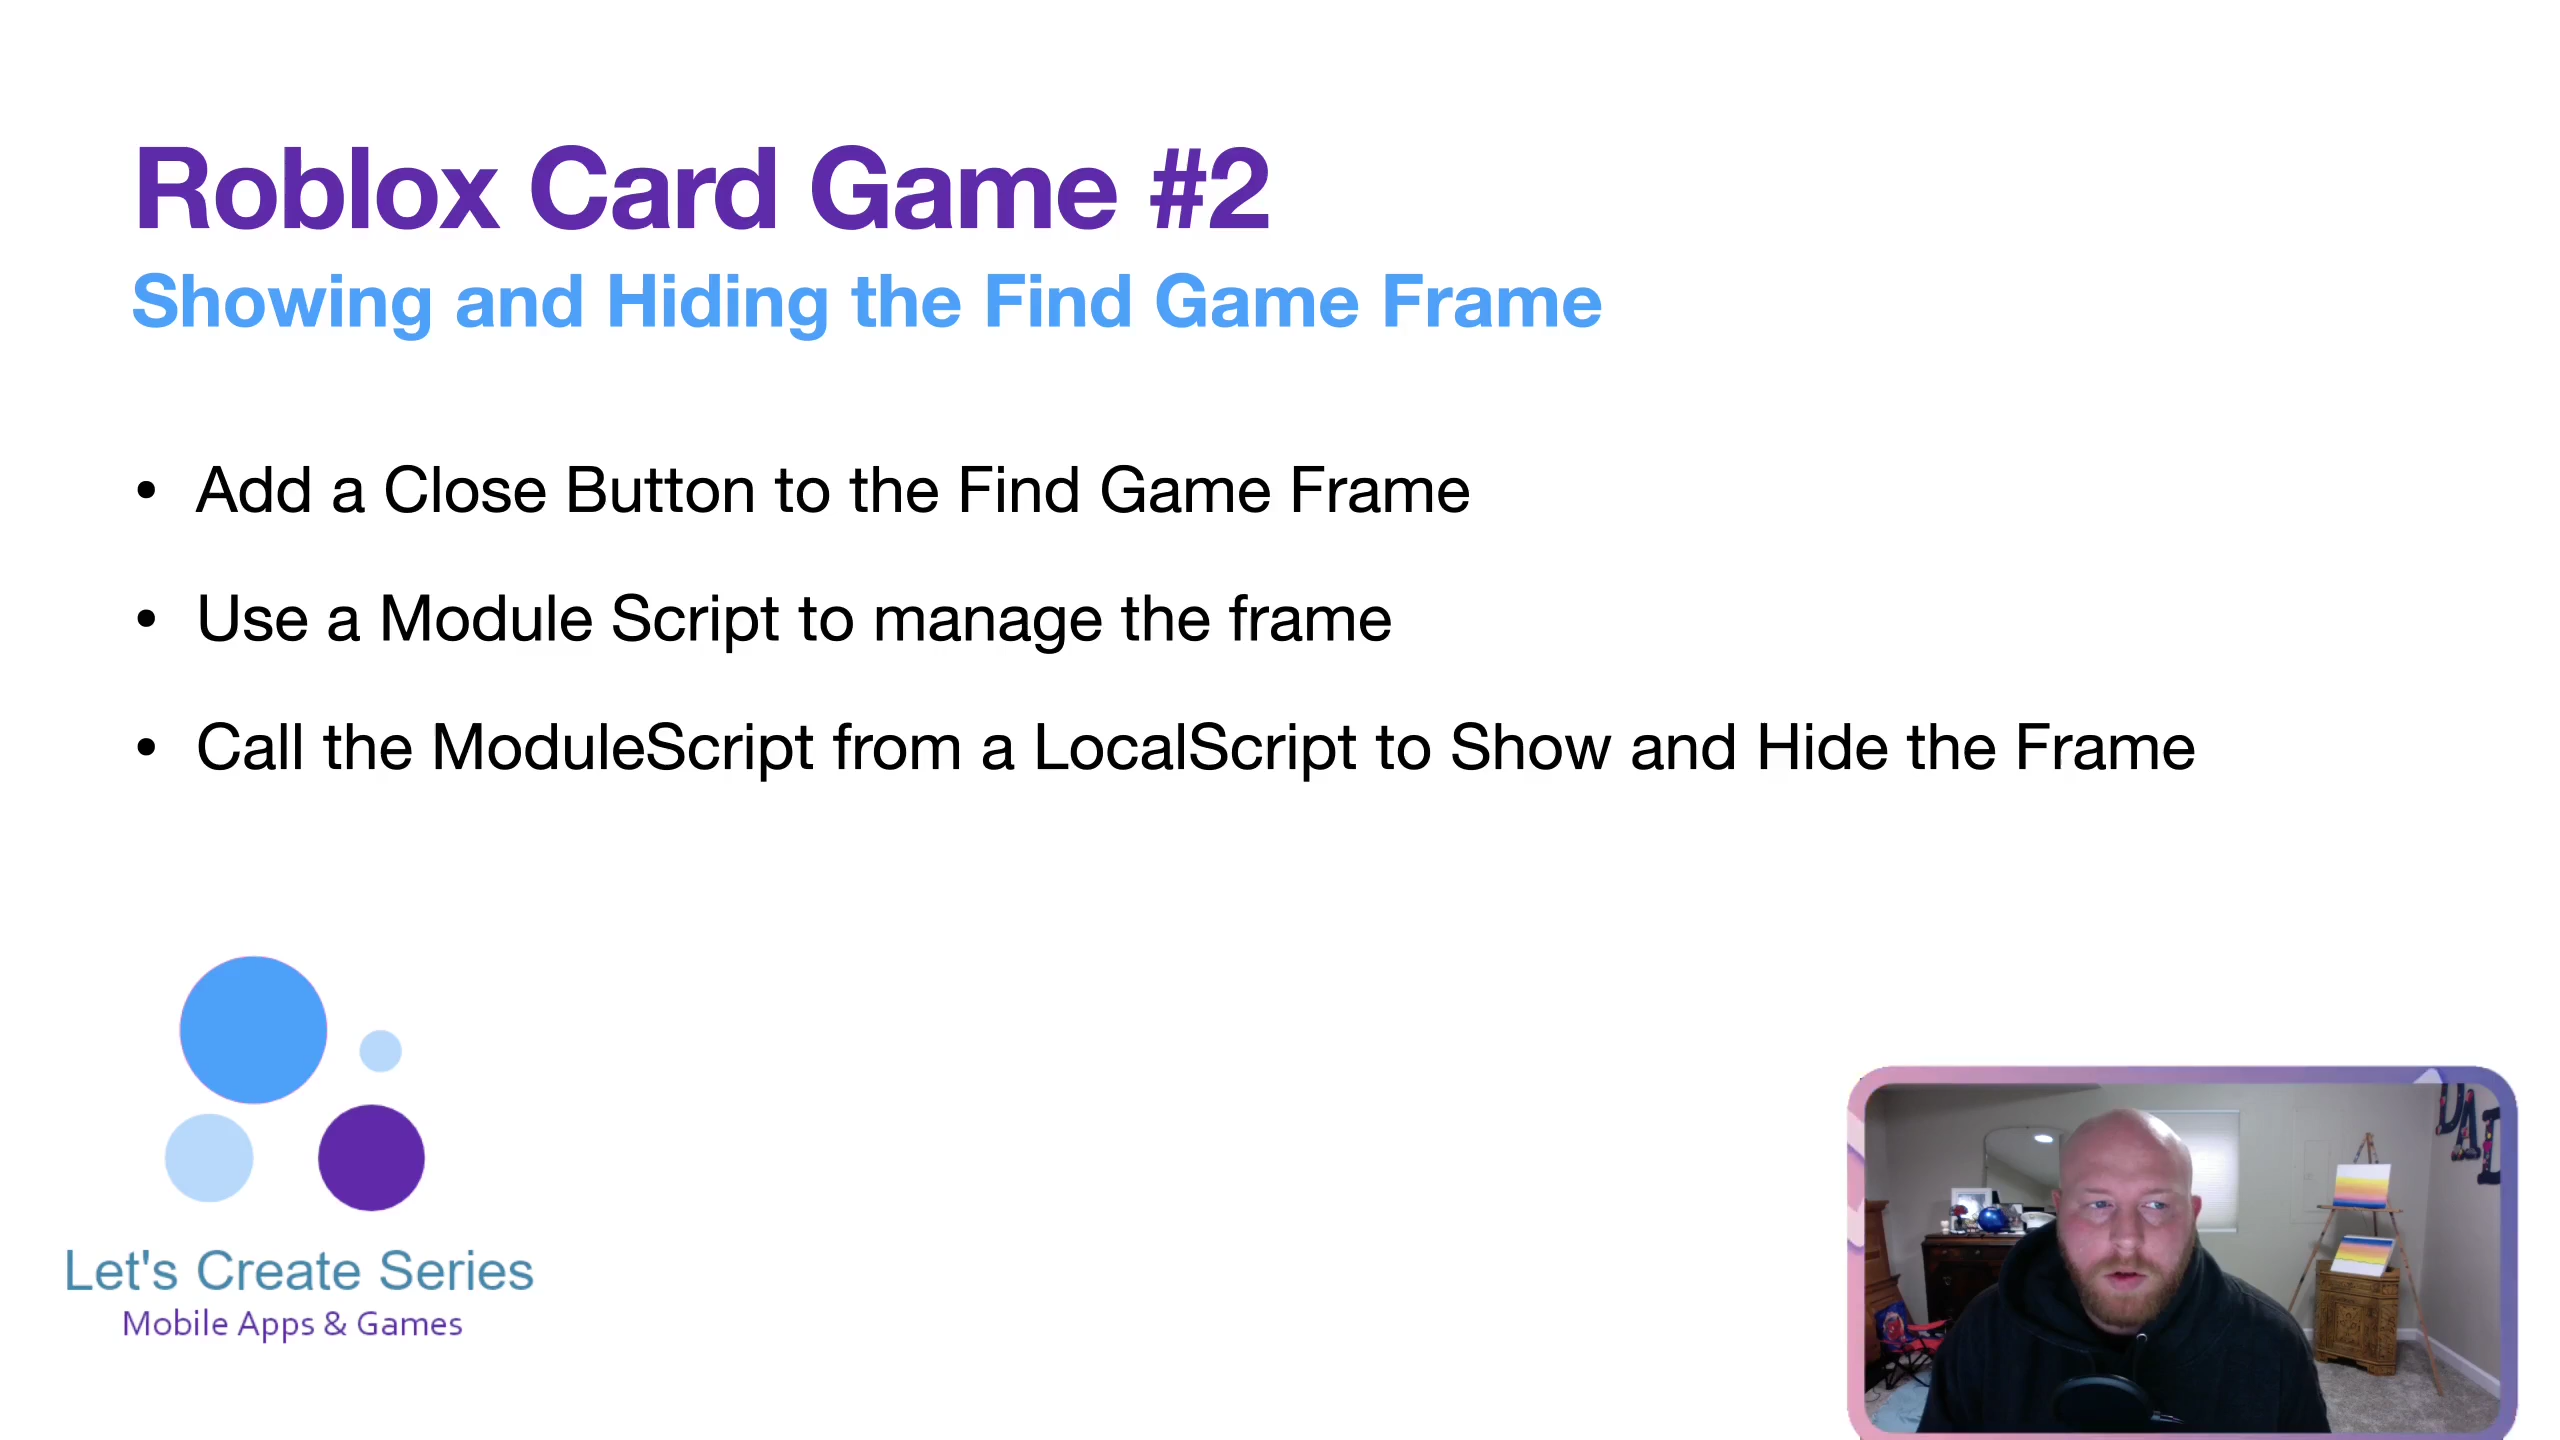 Roblox Card Game #2
Showing and Hiding the Find Game Frame
• Add a Close Button to the Find Game Frame
• Use a Module Script to manage the frame
• Call the ModuleScript from a LocalScript to Show and Hide the Frame
Let's Create Series
Mobile Apps & Games